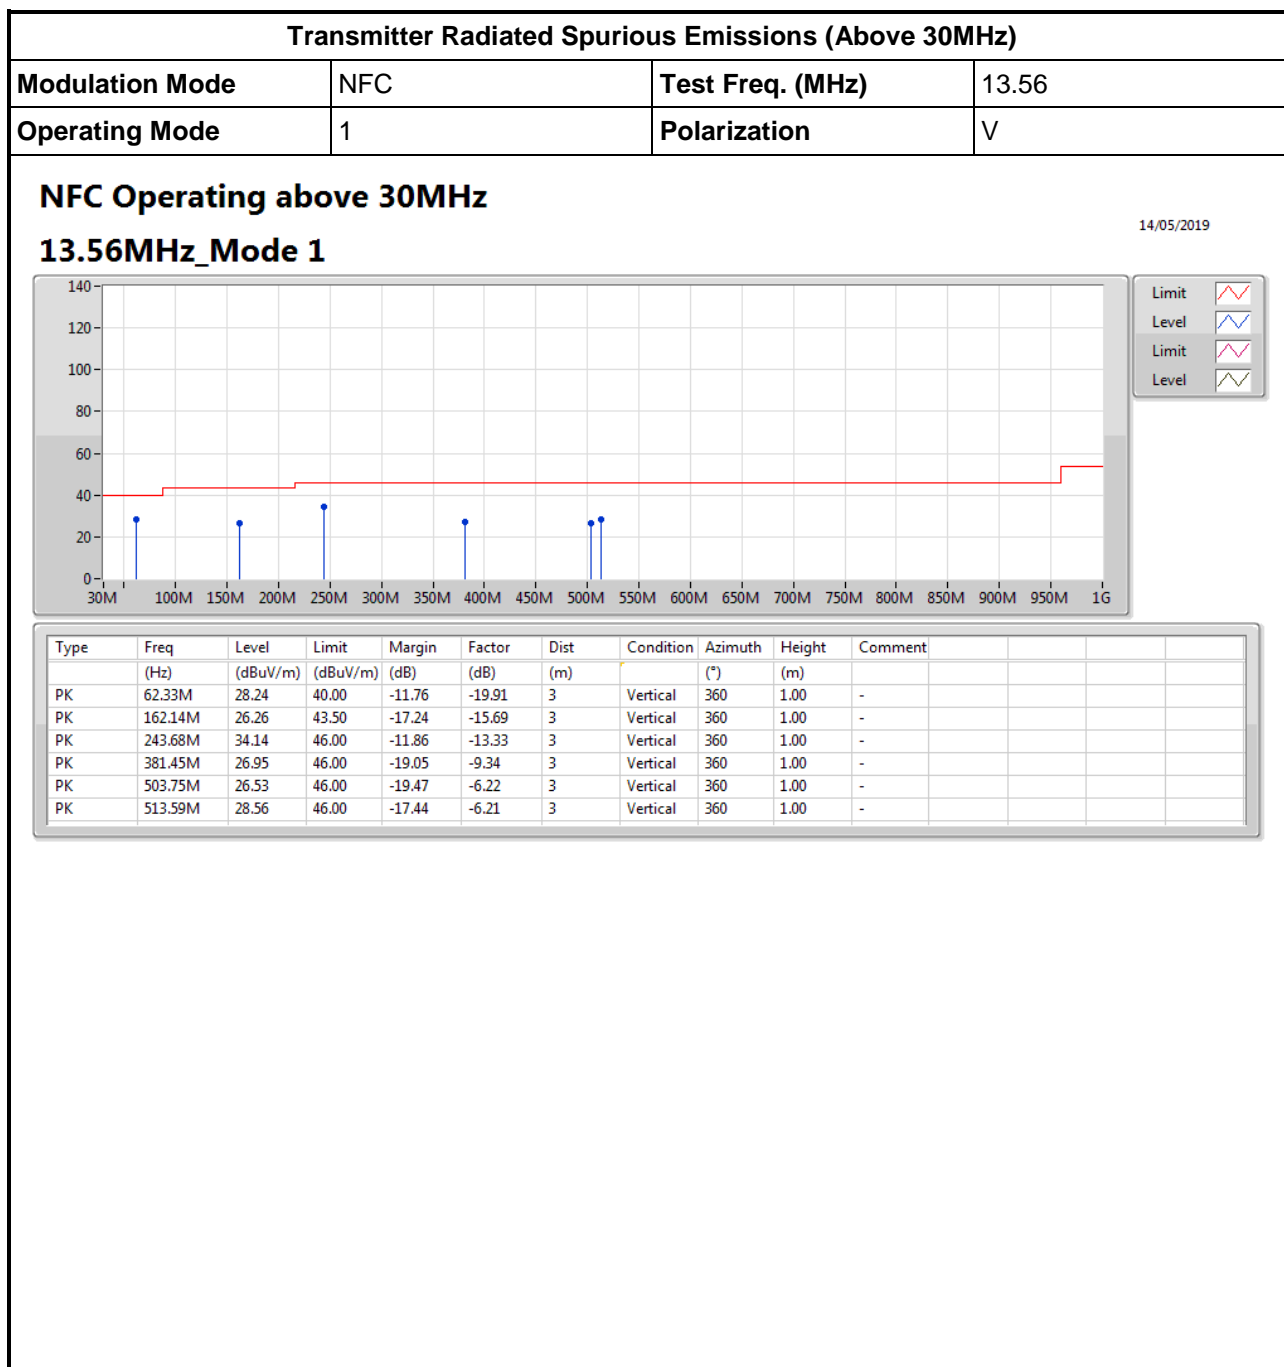 Transmitter Radiated Spurious Emissions (Above 30MHz)
Modulation Mode NFC Test Freq. (MHz) 13.56
Operating Mode 1 Polarization V
NFC Operating above 30MHz
14/05/2019
13.56MHz_Mode 1
140
120
100
80
60
40
20
0
30M 100M 150M 200M 250M 300M 350M 400M 450M 500M 550M 600M 650M 700M 750M 800M 850M 900M 950M 1G
Limit
Level
Limit
Level
Type Freq Level Limit Margin Factor Dist Condition Azimuth Height Comment
(Hz) (dBuV/m) (dBuV/m) (dB) (dB) (m) (°) (m)
PK 62.33M 28.24 40.00 -11.76 -19.91 3 Vertical 360 1.00 -
PK 162.14M 26.26 43.50 -17.24 -15.69 3 Vertical 360 1.00 -
PK 243.68M 34.14 46.00 -11.86 -13.33 3 Vertical 360 1.00 -
PK 381.45M 26.95 46.00 -19.05 -9.34 3 Vertical 360 1.00 -
PK 503.75M 26.53 46.00 -19.47 -6.22 3 Vertical 360 1.00 -
PK 513.59M 28.56 46.00 -17.44 -6.21 3 Vertical 360 1.00 -